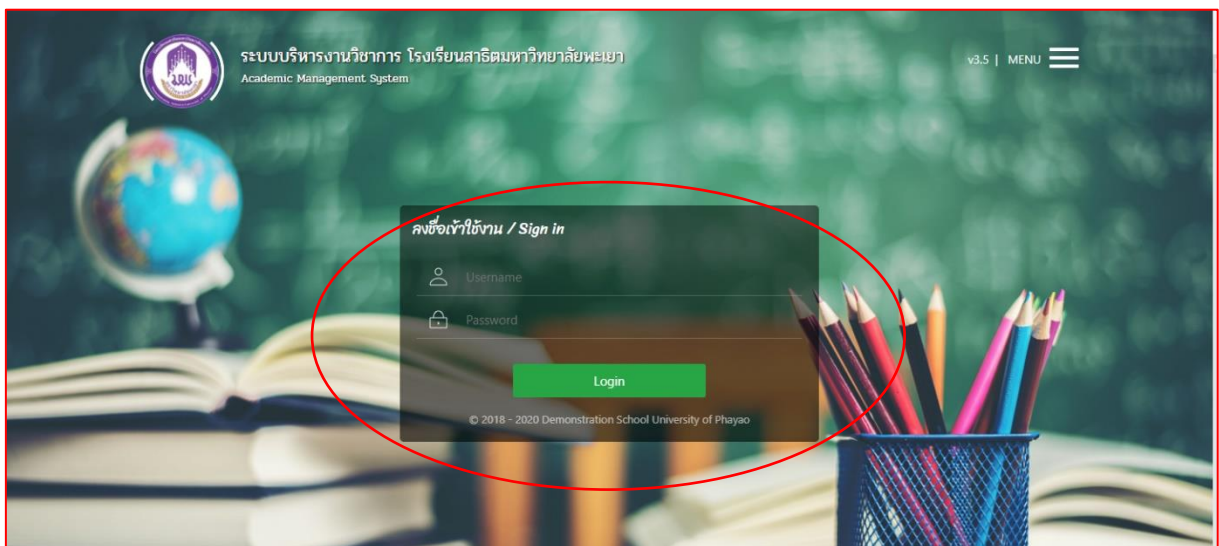 ระบบบริหารงานวิชาการ โรงเรียนสาธิตมหาวิทยาลัยพะเยา
Academic Management System
v3.5 | MENU
ลงชื่อเข้าใช้งาน / Sign in
Username
Password
Login
© 2018 - 2020 Demonstration School University of Phayao